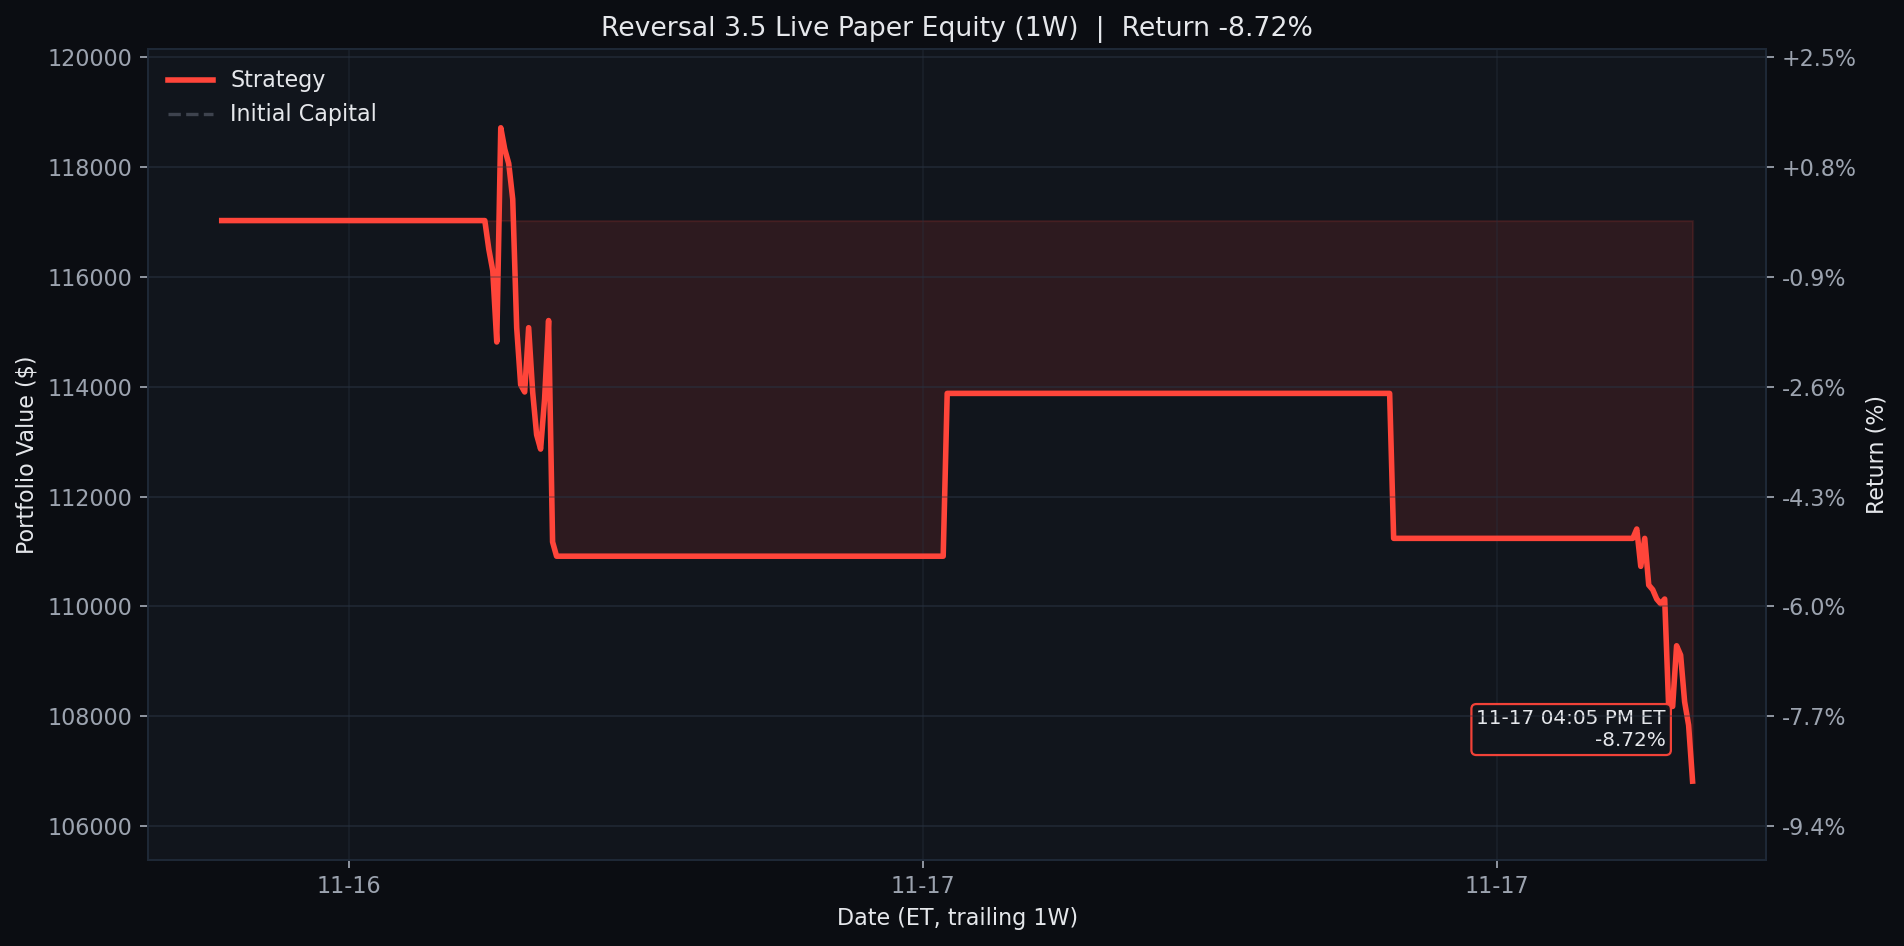 Reversal 3.5 Live Paper Equity (1W) | Return -8.72%
Strategy
Initial Capital
Portfolio Value ($)
120000
118000
116000
114000
112000
110000
108000
106000
+2.5%
+0.8%
-0.9%
-2.6%
-4.3%
-6.0%
-7.7%
-9.4%
Return (%)
11-17 04:05 PM ET
-8.72%
11-16
11-17
11-17
Date (ET, trailing 1W)